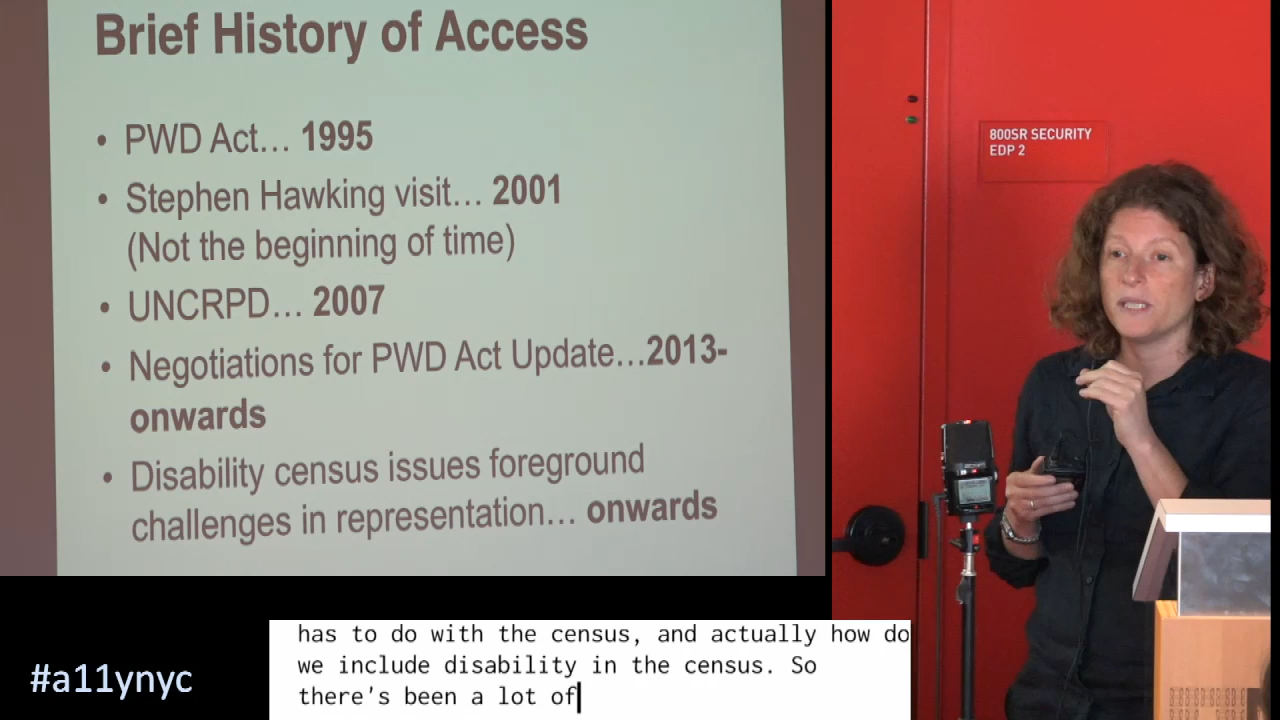 Brief History of Access
• PWD Act… 1995
• Stephen Hawking visit… 2001
(Not the beginning of time)
• UNCRPD… 2007
• Negotiations for PWD Act Update…2013-
onwards
• Disability census issues foreground
challenges in representation… onwards
800SR SECURITY
EDP 2
#a11ynyc
has to do with the census, and actually how do
we include disability in the census. So
there's been a lot of